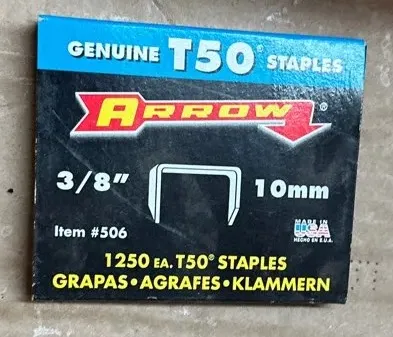 GENUINE T50® STAPLES
ARROW®
3/8" 10mm
Item #506
MADE IN
USA
HECHO EN E.U.A.
1250 EA. T50® STAPLES
GRAPAS • AGRAFES • KLAMMERN